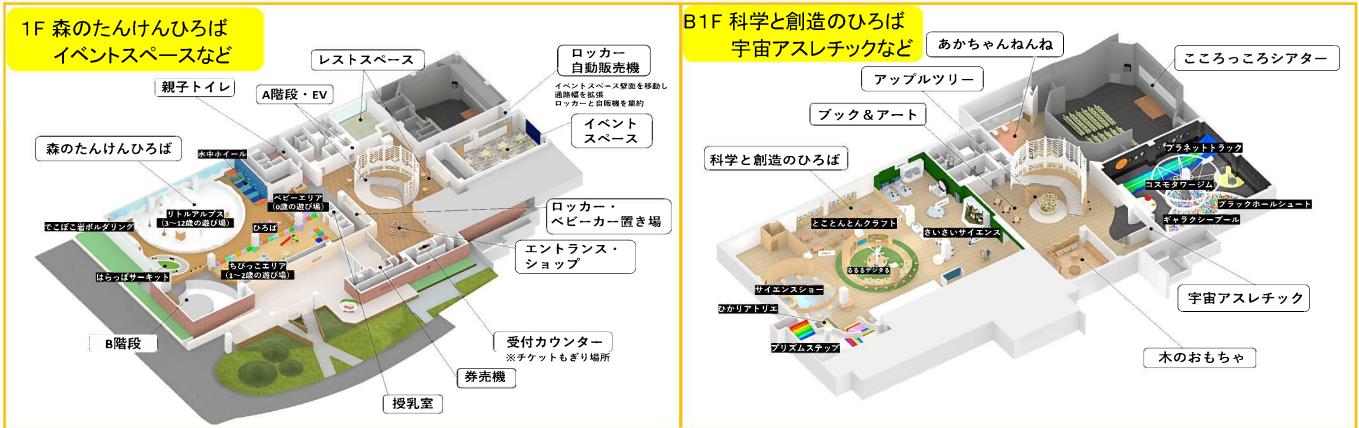 1F 森のたんけんひろば
イベントスペースなど
レストスペース
ロッカー
自動販売機
イベントスペース壁面を移動し
通路幅を拡張
ロッカーと自販機を集約
親子トイレ
A階段・EV
イベント
スペース
森のたんけんひろば
水中ホイール
ベビーエリア
(0歳の遊び場)
リトルアルプス
(3~12歳の遊び場)
ひろば
でこぼこ岩ボルダリング
ロッカー・
ベビーカー置き場
ちびっこエリア
(1~2歳の遊び場)
はらっぱサーキット
エントランス・
ショップ
B階段
受付カウンター
※チケットもぎり場所
券売機
授乳室
B1F 科学と創造のひろば
宇宙アスレチックなど
あかちゃんねんね
こころっころシアター
アップルツリー
ブック&アート
科学と創造のひろば
プラネットトラック
コスモタワージム
ブラックホールシュート
ギャラクシープール
とことんとんクラフト
さいさいサイエンス
るるるデジタる
サイエンスショー
ひかりアトリエ
プリズムステップ
宇宙アスレチック
木のおもちゃ